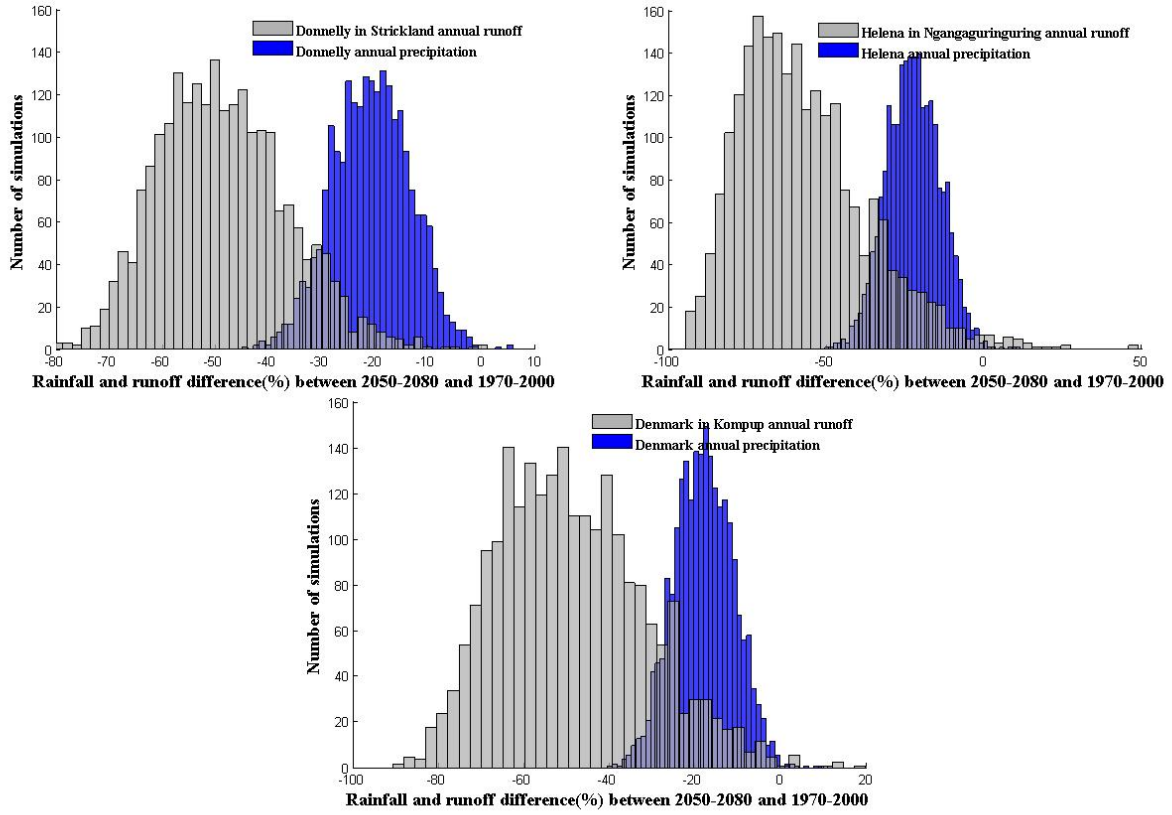 160
140
120
100
80
60
40
20
0
Number of simulations
Donnelly in Strickland annual runoff
Donnelly annual precipitation
-80 -70 -60 -50 -40 -30 -20 -10 0 10
Rainfall and runoff difference(%) between 2050-2080 and 1970-2000
160
140
120
100
80
60
40
20
0
Number of simulations
Helena in Ngangaguringuring annual runoff
Helena annual precipitation
-100 -50 0 50
Rainfall and runoff difference(%) between 2050-2080 and 1970-2000
160
140
120
100
80
60
40
20
0
Number of simulations
Denmark in Kompup annual runoff
Denmark annual precipitation
-100 -80 -60 -40 -20 0 20
Rainfall and runoff difference(%) between 2050-2080 and 1970-2000